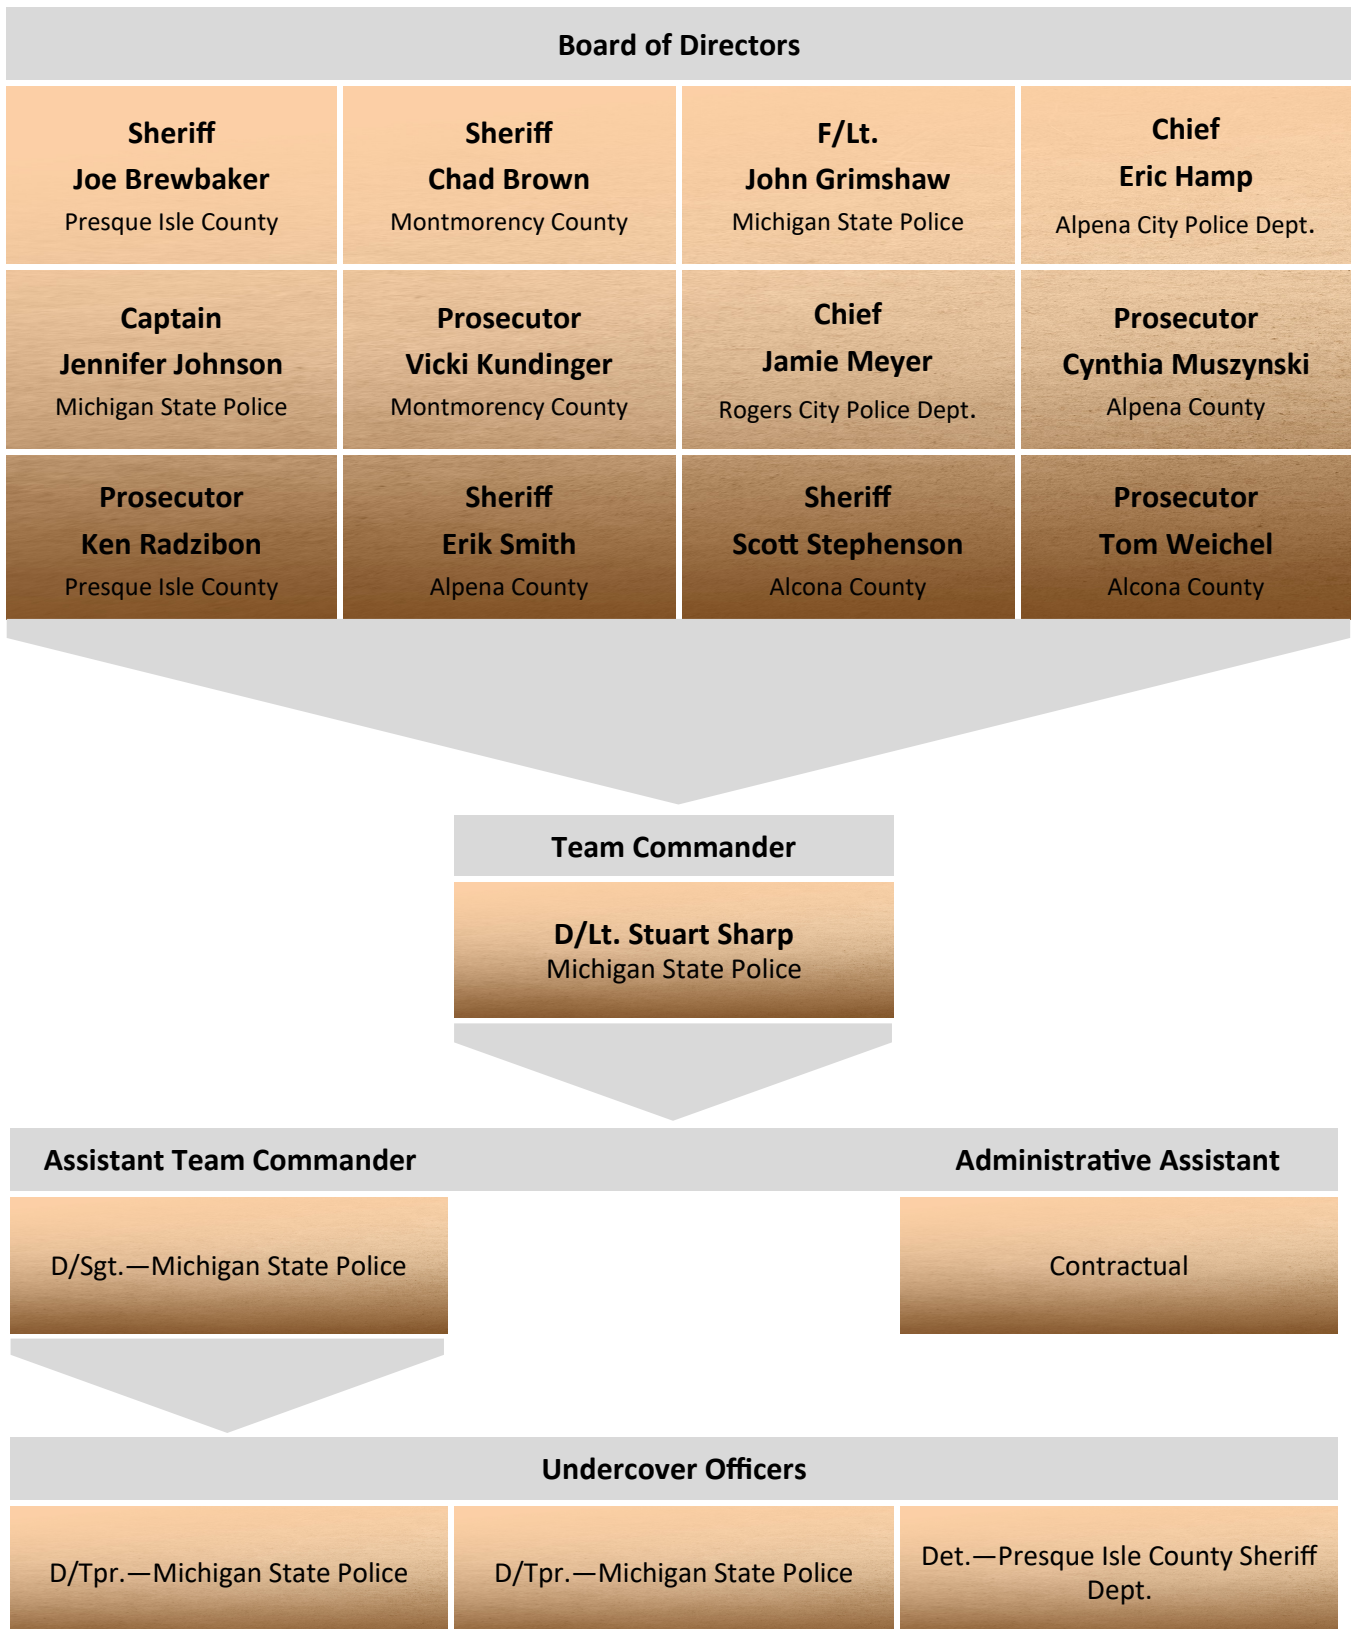 Board of Directors
Sheriff
Joe Brewbaker
Presque Isle County
Sheriff
Chad Brown
Montmorency County
F/Lt.
John Grimshaw
Michigan State Police
Chief
Eric Hamp
Alpena City Police Dept.
Captain
Jennifer Johnson
Michigan State Police
Prosecutor
Vicki Kundinger
Montmorency County
Chief
Jamie Meyer
Rogers City Police Dept.
Prosecutor
Cynthia Muszynski
Alpena County
Prosecutor
Ken Radzibon
Presque Isle County
Sheriff
Erik Smith
Alpena County
Sheriff
Scott Stephenson
Alcona County
Prosecutor
Tom Weichel
Alcona County
Team Commander
D/Lt. Stuart Sharp
Michigan State Police
Assistant Team Commander
Administrative Assistant
D/Sgt.—Michigan State Police
Contractual
Undercover Officers
D/Tpr.—Michigan State Police
D/Tpr.—Michigan State Police
Det.—Presque Isle County Sheriff
Dept.